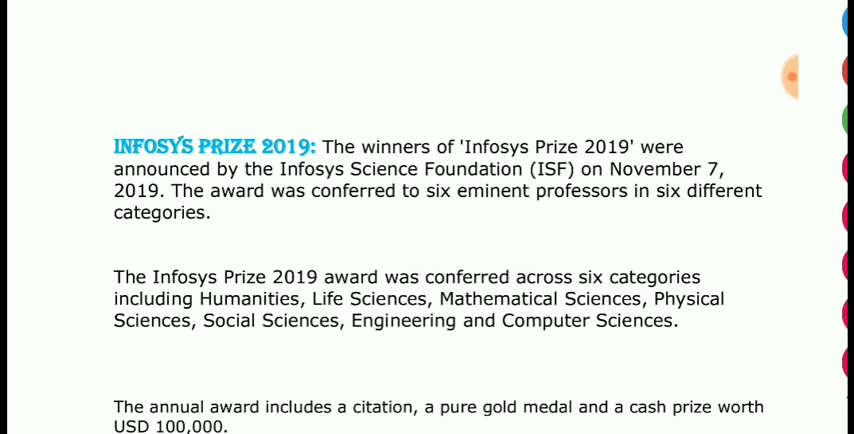 INFOSYS PRIZE 2019: The winners of 'Infosys Prize 2019' were
announced by the Infosys Science Foundation (ISF) on November 7,
2019. The award was conferred to six eminent professors in six different
categories.
The Infosys Prize 2019 award was conferred across six categories
including Humanities, Life Sciences, Mathematical Sciences, Physical
Sciences, Social Sciences, Engineering and Computer Sciences.
The annual award includes a citation, a pure gold medal and a cash prize worth
USD 100,000.